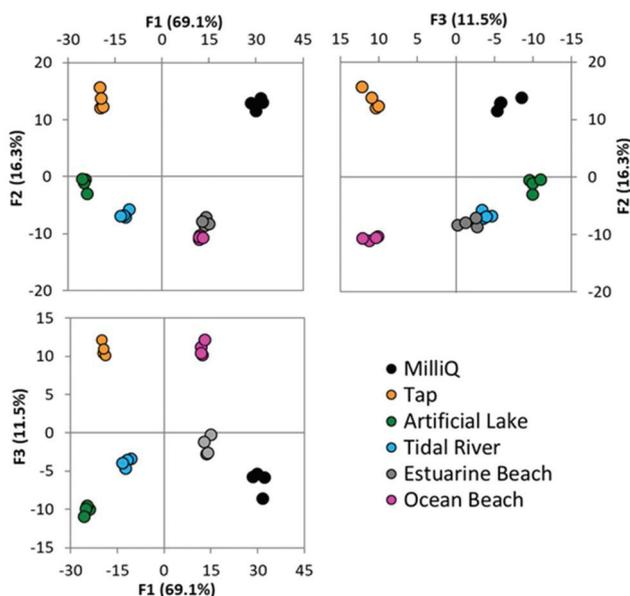 F1 (69.1%)
-30 -15 0 15 30 45
20
10
0
-10
-20
F2 (16.3%)
F3 (11.5%)
15 10 5 0 -5 -10 -15
20
10
0
-10
-20
F2 (16.3%)
15
10
5
0
-5
-10
-15
F3 (11.5%)
-30 -15 0 15 30 45
F1 (69.1%)
MilliQ
Tap
Artificial Lake
Tidal River
Estuarine Beach
Ocean Beach